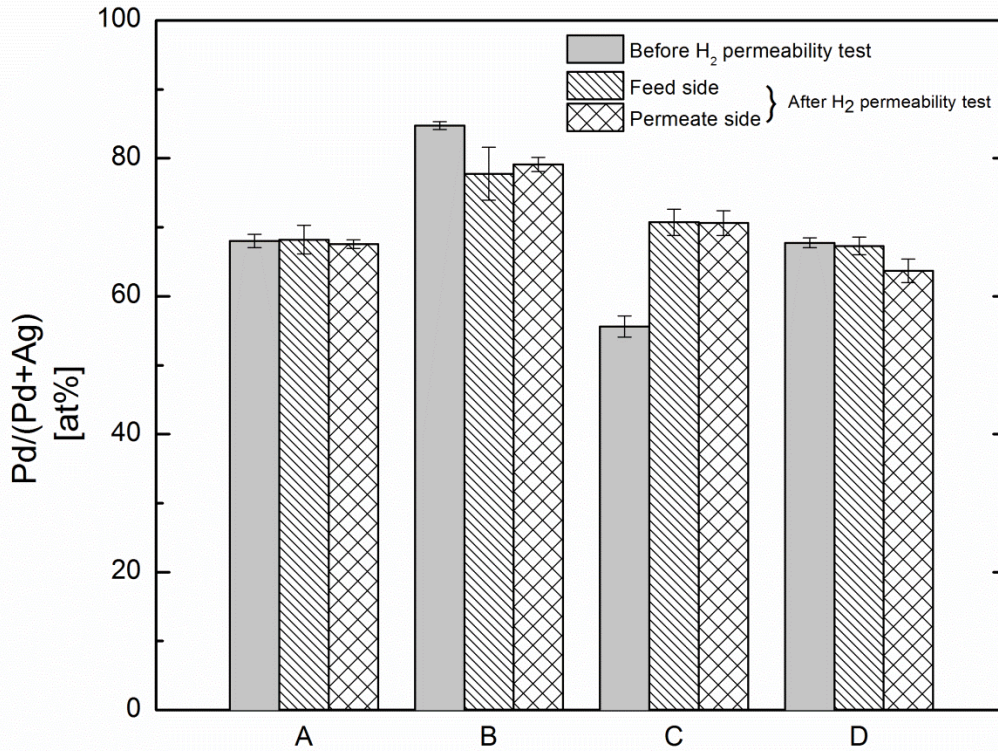 100
80
60
40
20
0
Pd/(Pd+Ag)
[at%]
Before H₂ permeability test
Feed side
Permeate side
} After H2 permeability test
A B C D